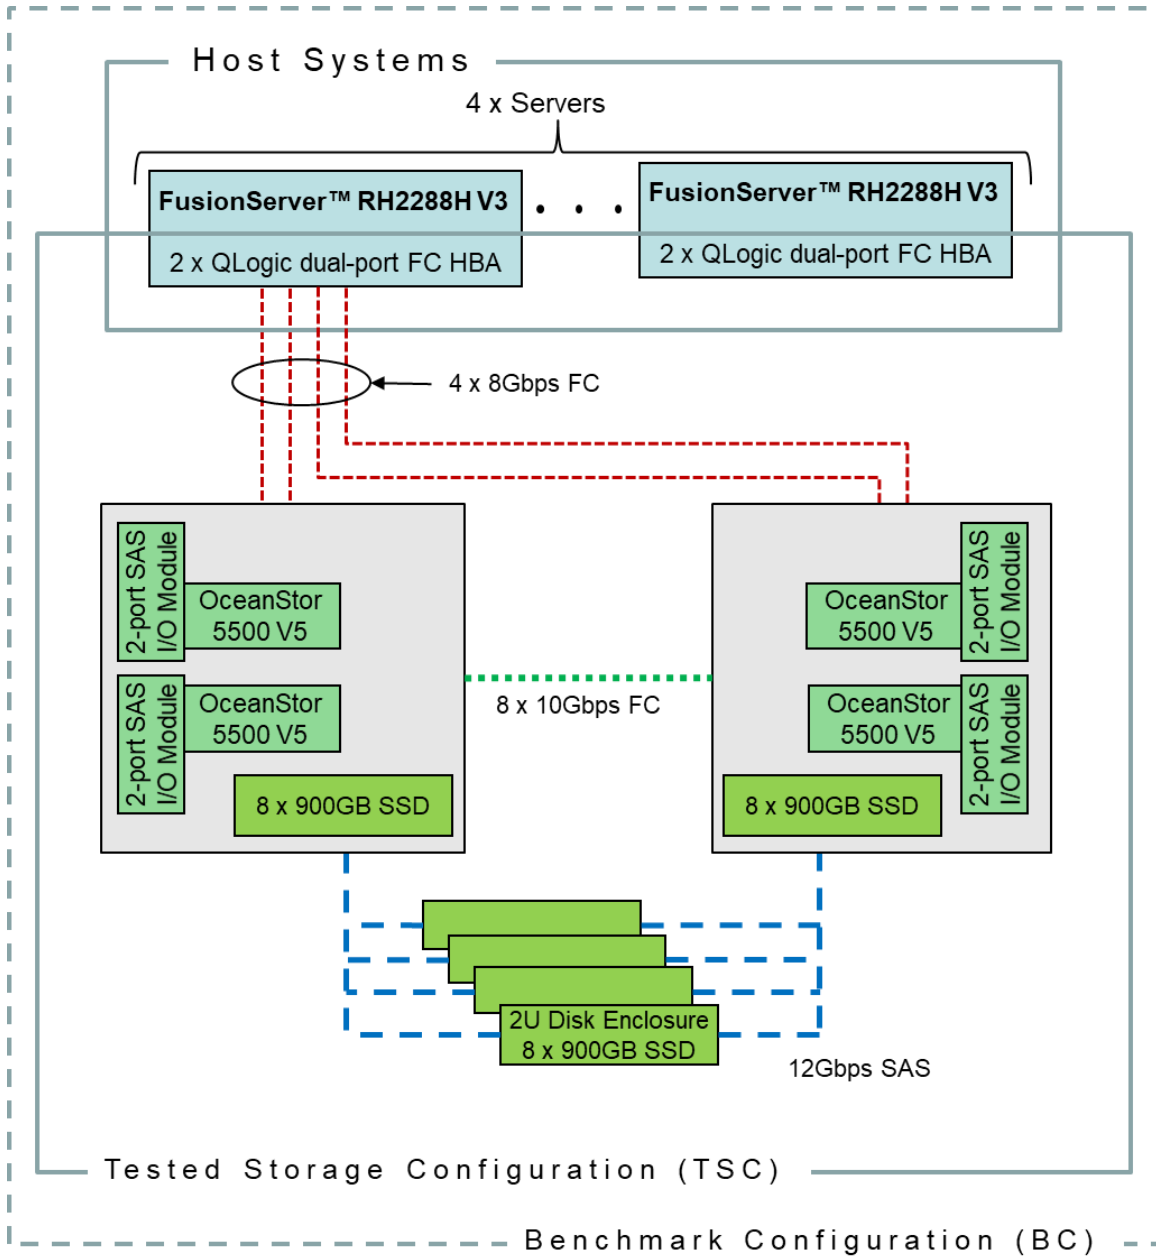 Host Systems
4 x Servers
FusionServer™ RH2288H V3
2 x QLogic dual-port FC HBA
. . .
FusionServer™ RH2288H V3
2 x QLogic dual-port FC HBA
4 x 8Gbps FC
2-port SAS
I/O Module
OceanStor
5500 V5
2-port SAS
I/O Module
OceanStor
5500 V5
8 x 900GB SSD
8 x 10Gbps FC
OceanStor
5500 V5
2-port SAS
I/O Module
OceanStor
5500 V5
2-port SAS
I/O Module
8 x 900GB SSD
2U Disk Enclosure
8 x 900GB SSD
12Gbps SAS
Tested Storage Configuration (TSC)
Benchmark Configuration (BC)